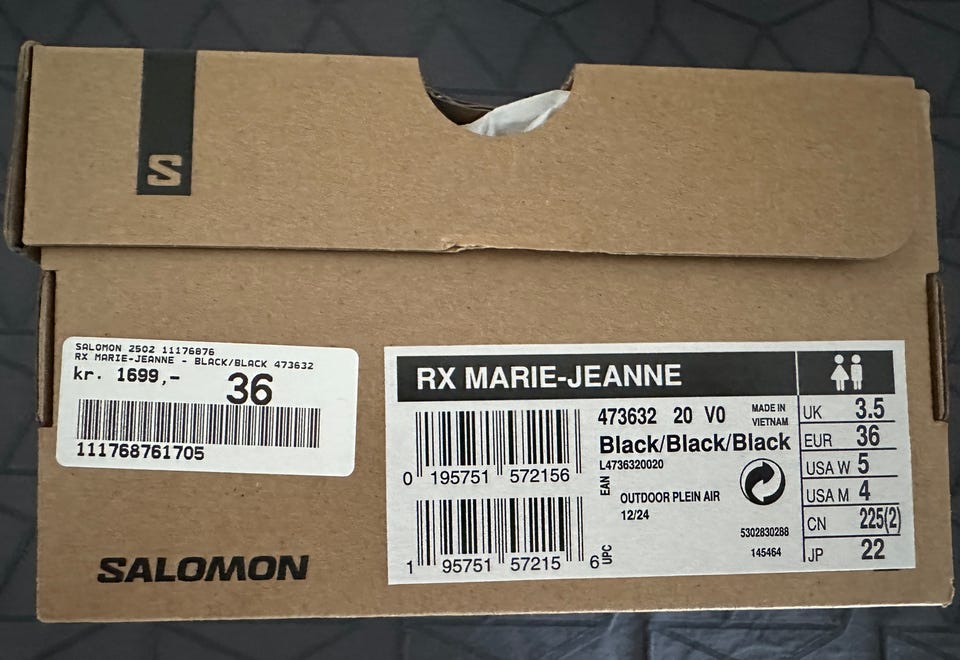 S
SALOMON 2502 11176876
RX MARIE-JEANNE - BLACK/BLACK 473632
kr. 1699,- 36
111768761705
SALOMON
RX MARIE-JEANNE
0 195751 572156
EAN
1 95751 57215 6
UPC
473632 20 V0
MADE IN
VIETNAM
Black/Black/Black
L4736320020
OUTDOOR PLEIN AIR
12/24
5302830288
145464
UK 3.5
EUR 36
USA W 5
USA M 4
CN 225(2)
JP 22